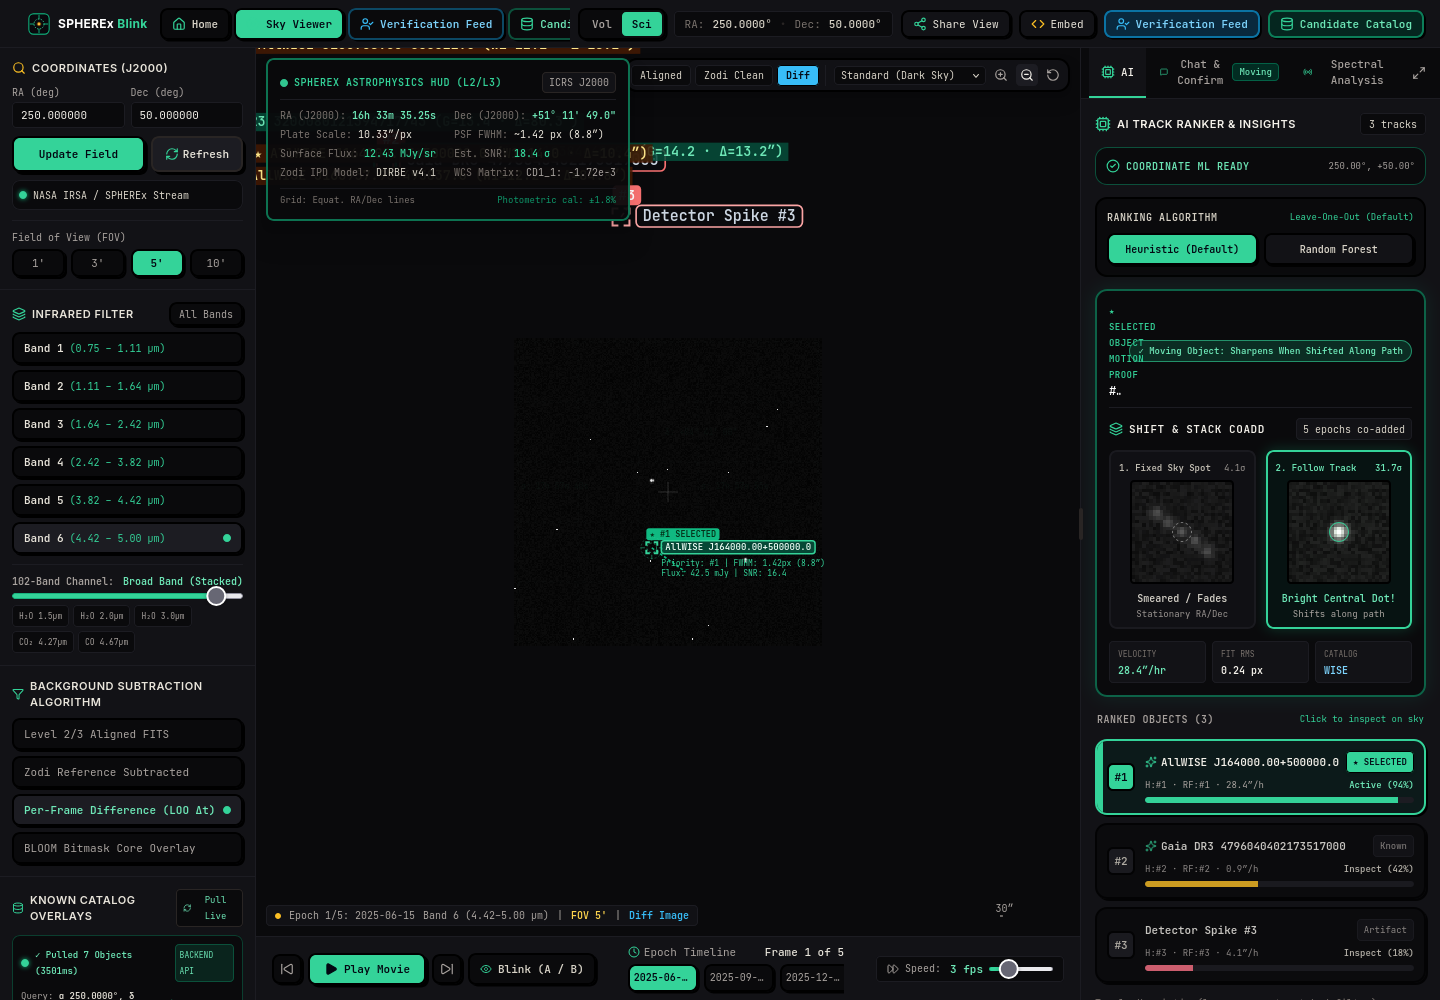 SPHEREx Blink
Home
Sky Viewer
Verification Feed
Candi
Vol
Sci
RA: 250.0000° · Dec: 50.0000°
Share View
Embed
Verification Feed
Candidate Catalog
COORDINATES (J2000)
RA (deg)
Dec (deg)
250.000000
50.000000
Update Field
Refresh
NASA IRSA / SPHEREx Stream
Field of View (FOV)
1'
3'
5'
10'
INFRARED FILTER
All Bands
Band 1 (0.75 – 1.11 µm)
Band 2 (1.11 – 1.64 µm)
Band 3 (1.64 – 2.42 µm)
Band 4 (2.42 – 3.82 µm)
Band 5 (3.82 – 4.42 µm)
Band 6 (4.42 – 5.00 µm)
102-Band Channel: Broad Band (Stacked)
H₂O 1.5µm
H₂O 2.0µm
H₂O 3.0µm
CO₂ 4.27µm
CO 4.67µm
BACKGROUND SUBTRACTION
ALGORITHM
Level 2/3 Aligned FITS
Zodi Reference Subtracted
Per-Frame Difference (LOO Δt)
BLOOM Bitmask Core Overlay
KNOWN CATALOG
OVERLAYS
Pull
Live
✓ Pulled 7 Objects
(3501ms)
BACKEND
API
Query: α 250.0000°, δ
SPHEREX ASTROPHYSICS HUD (L2/L3)
ICRS J2000
RA (J2000): 16h 33m 35.25s
Dec (J2000): +51° 11' 49.0"
Plate Scale: 10.33″/px
PSF FWHM: ~1.42 px (8.8″)
Surface Flux: 12.43 MJy/sr
Est. SNR: 18.4 σ
Zodi IPD Model: DIRBE v4.1
WCS Matrix: CD1_1: -1.72e-3
Grid: Equat. RA/Dec lines
Photometric cal: ±1.8%
Aligned
Zodi Clean
Diff
Standard (Dark Sky)
=14.2 · Δ=13.2″)
Detector Spike #3
★ #1 SELECTED
AllWISE J164000.00+500000.0
Priority: #1 | FWHM: 1.42px (8.8″)
Flux: 42.5 mJy | SNR: 16.4
Epoch 1/5: 2025-06-15 Band 6 (4.42–5.00 µm) | FOV 5' | Diff Image
30″
Play Movie
Blink (A / B)
Epoch Timeline
Frame 1 of 5
2025-06-…
2025-09-…
2025-12-…
Speed: 3 fps
AI
Chat &
Confirm
Moving
Spectral
Analysis
AI TRACK RANKER & INSIGHTS
3 tracks
COORDINATE ML READY
250.00°, +50.00°
RANKING ALGORITHM
Leave-One-Out (Default)
Heuristic (Default)
Random Forest
★
SELECTED
OBJECT
MOTION
PROOF
#…
✓ Moving Object: Sharpens When Shifted Along Path
SHIFT & STACK COADD
5 epochs co-added
1. Fixed Sky Spot 4.1σ
2. Follow Track 31.7σ
Smeared / Fades
Stationary RA/Dec
Bright Central Dot!
Shifts along path
VELOCITY
28.4″/hr
FIT RMS
0.24 px
CATALOG
WISE
RANKED OBJECTS (3)
Click to inspect on sky
#1
AllWISE J164000.00+500000.0
★ SELECTED
H:#1 · RF:#1 · 28.4″/h
Active (94%)
#2
Gaia DR3 4796040402173517000
Known
H:#2 · RF:#2 · 0.9″/h
Inspect (42%)
#3
Detector Spike #3
Artifact
H:#3 · RF:#3 · 4.1″/h
Inspect (18%)